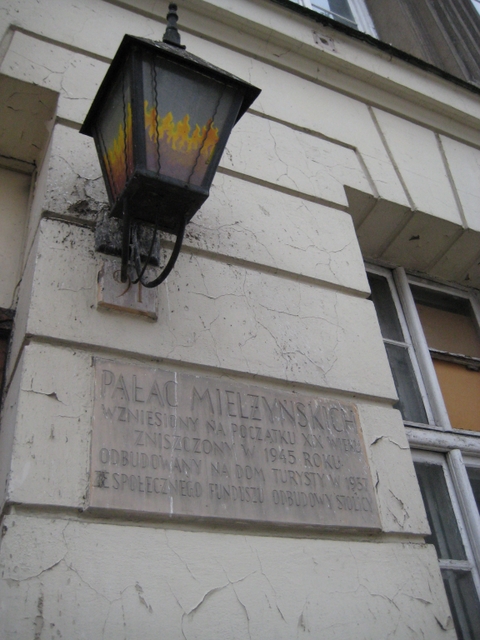 PAŁAC MIELŻYŃSKICH
WZNIESIONY NA POCZĄTKU XX WIEKU
ZNISZCZONY W 1945 ROKU
ODBUDOWANY NA DOM TURYSTY W 1957
ZE SPOŁECZNEGO FUNDUSZU ODBUDOWY STOLICY